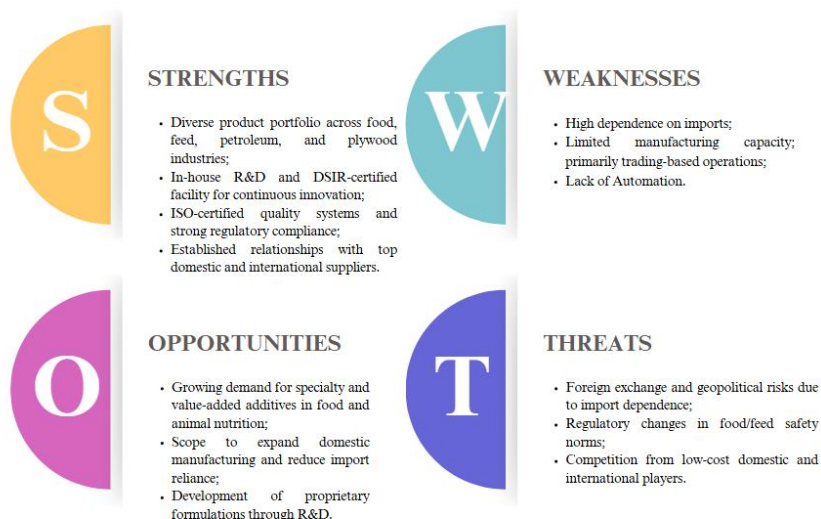 S
STRENGTHS
• Diverse product portfolio across food,
feed, petroleum, and plywood
industries;
• In-house R&D and DSIR-certified
facility for continuous innovation;
• ISO-certified quality systems and
strong regulatory compliance;
• Established relationships with top
domestic and international suppliers.
W
WEAKNESSES
• High dependence on imports;
• Limited manufacturing capacity;
primarily trading-based operations;
• Lack of Automation.
O
OPPORTUNITIES
• Growing demand for specialty and
value-added additives in food and
animal nutrition;
• Scope to expand domestic
manufacturing and reduce import
reliance;
• Development of proprietary
formulations through R&D.
T
THREATS
• Foreign exchange and geopolitical risks due
to import dependence;
• Regulatory changes in food/feed safety
norms;
• Competition from low-cost domestic and
international players.